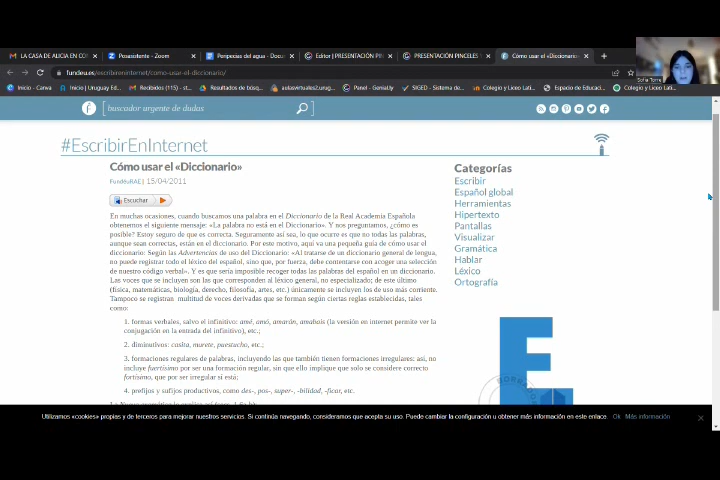 LA CASA DE ALICIA EN CO
Posasistente - Zoom
Peripecias del agua - Docu
Editor | PRESENTACIÓN PI
PRESENTACIÓN PINCELES
Cómo usar el «Diccionario»
fundeu.es/escribireninternet/como-usar-el-diccionario/
Inicio - Canva
Inicio | Uruguay Ed
Recibidos (115) - st
Resultados de búsq
aulasvirtuales2.urug
Panel - Genial.ly
SIGED - Sistema de
Colegio y Liceo Lati
Espacio de Educaci
Colegio y Liceo Lati
Sofia Torre
[ buscador urgente de dudas ]
#EscribirEnInternet
Cómo usar el «Diccionario»
FundéuRAE | 15/04/2011
Escuchar
En muchas ocasiones, cuando buscamos una palabra en el Diccionario de la Real Academia Española
obtenemos el siguiente mensaje: «La palabra no está en el Diccionario». Y nos preguntamos, ¿cómo es
posible? Estoy seguro de que es correcta. Seguramente así sea, lo que ocurre es que no todas las palabras,
aunque sean correctas, están en el diccionario. Por este motivo, aquí va una pequeña guía de cómo usar el
diccionario: Según las Advertencias de uso del Diccionario: «Al tratarse de un diccionario general de lengua,
no puede registrar todo el léxico del español, sino que, por fuerza, debe contentarse con acoger una selección
de nuestro código verbal». Y es que sería imposible recoger todas las palabras del español en un diccionario.
Las voces que se incluyen son las que corresponden al léxico general, no especializado; de este último
(física, matemáticas, biología, derecho, filosofía, artes, etc.) únicamente se incluyen los de uso más corriente.
Tampoco se registran multitud de voces derivadas que se forman según ciertas reglas establecidas, tales
como:
1. formas verbales, salvo el infinitivo: amé, amó, amarán, amabais (la versión en internet permite ver la
conjugación en la entrada del infinitivo), etc.;
2. diminutivos: casita, murete, puestucho, etc.;
3. formaciones regulares de palabras, incluyendo las que también tienen formaciones irregulares: así, no
incluye fuertísimo por ser una formación regular, sin que ello implique que solo se considere correcto
fortísimo, que por ser irregular sí está;
4. prefijos y sufijos productivos, como des-, pos-, super-, -bilidad, -ficar, etc.
Categorías
Escribir
Español global
Herramientas
Hipertexto
Pantallas
Visualizar
Gramática
Hablar
Léxico
Ortografía
Utilizamos «cookies» propias y de terceros para mejorar nuestros servicios. Si continúa navegando, consideramos que acepta su uso. Puede cambiar la configuración u obtener más información en este enlace. Ok Más información